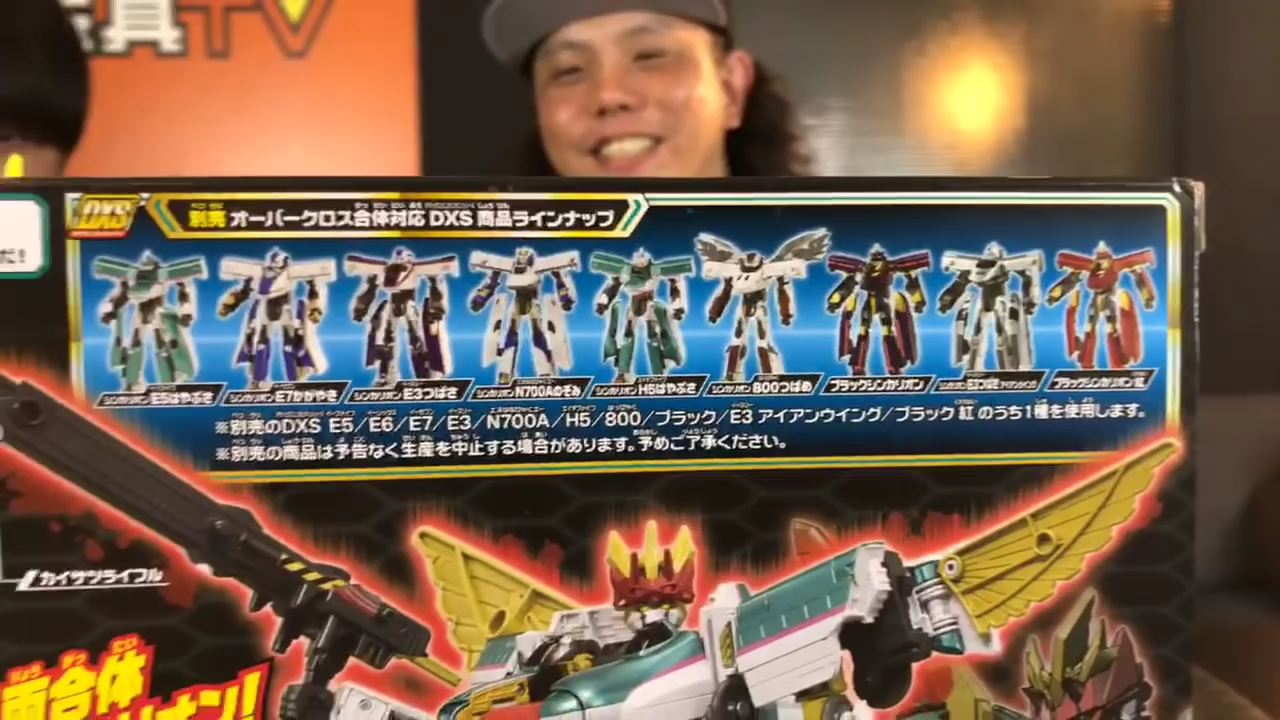 TV
DXS
別売 オーバークロス合体対応 DXS 商品ラインナップ
だ!
シンカリオン E5はやぶさ
シンカリオン E7かがやき
シンカリオン E3つばさ
シンカリオン N700Aのぞみ
シンカリオン H5はやぶさ
シンカリオン 800つばめ
ブラックシンカリオン
シンカリオン E3つばさ アイアンウイング
ブラックシンカリオン 紅
※別売のDXS E5/E6/E7/E3/N700A/H5/800/ブラック/E3 アイアンウイング/ブラック 紅 のうち1種を使用します。
※別売の商品は予告なく生産を中止する場合があります。予めご了承ください。
カイサツライフル
両合体
リオン!